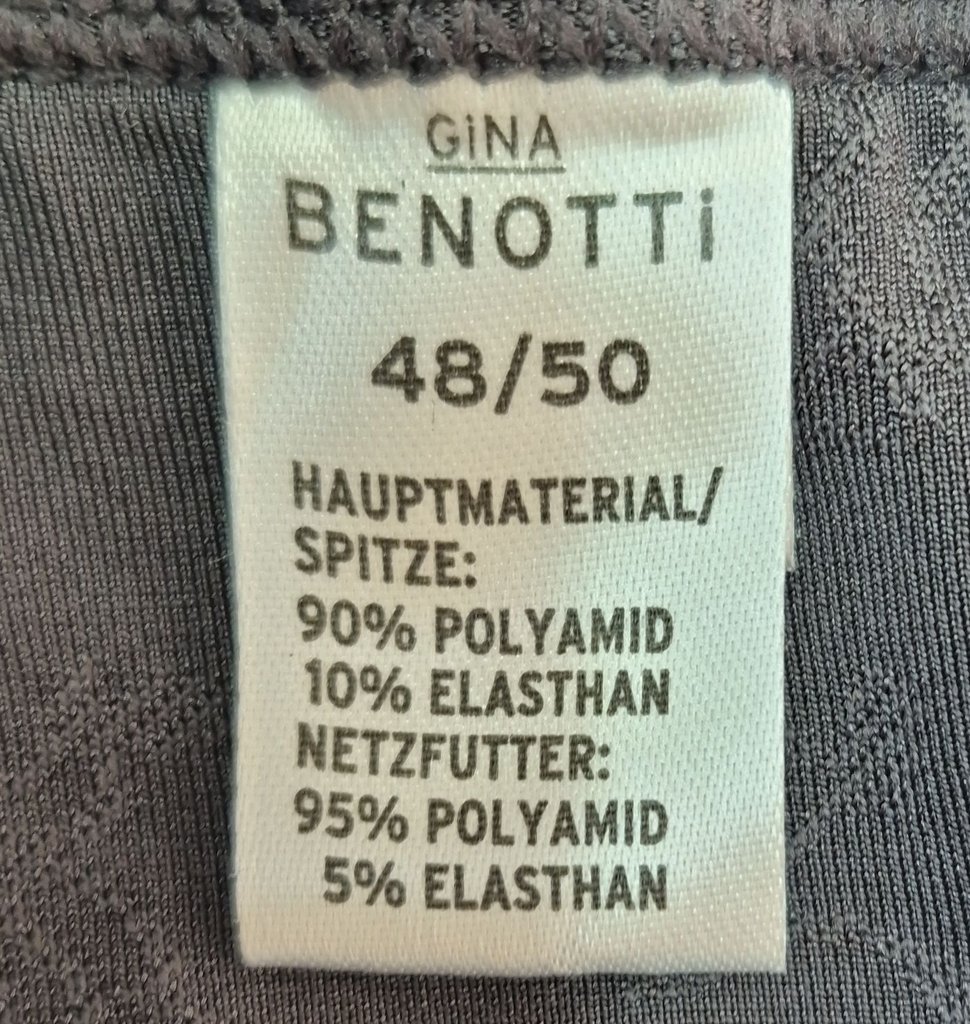 GiNA
BENOTTi
48/50
HAUPTMATERIAL/
SPITZE:
90% POLYAMID
10% ELASTHAN
NETZFUTTER:
95% POLYAMID
5% ELASTHAN